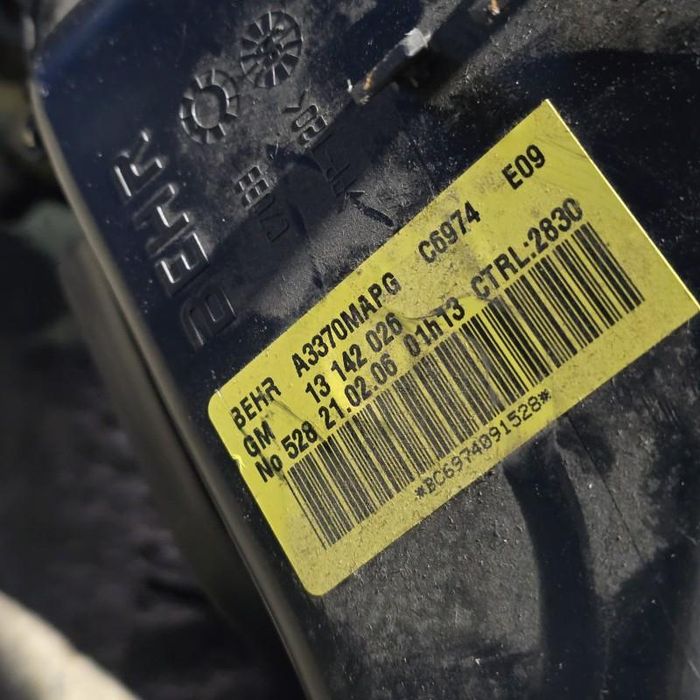 BEHR
BEHR A3370MAPG C6974 E09
GM 13 142 026
No 528 21.02.06 01h13 CTRL:2830
*BC6974091528*